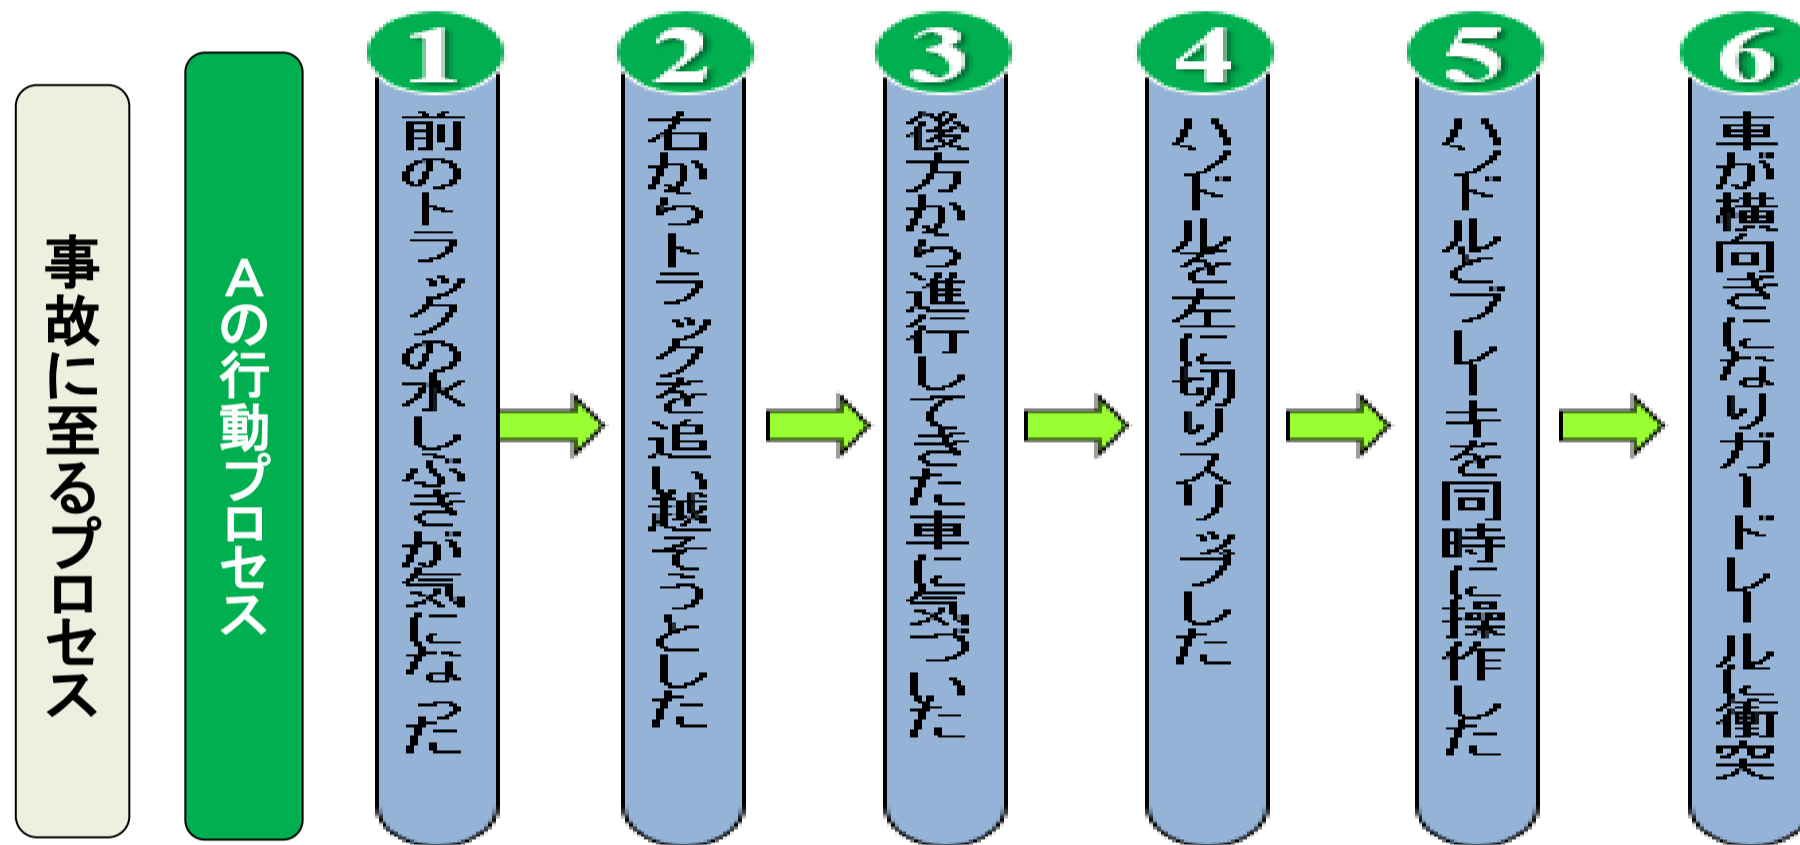 事故に至るプロセス
Aの行動プロセス
1
前のトラックの水しぶきが気になった
2
右からトラックを追い越そうとした
3
後方から進行してきた車に気づいた
4
ハンドルを左に切りスリップした
5
ハンドルとブレーキを同時に操作した
6
車が横向きになりガードレールに衝突